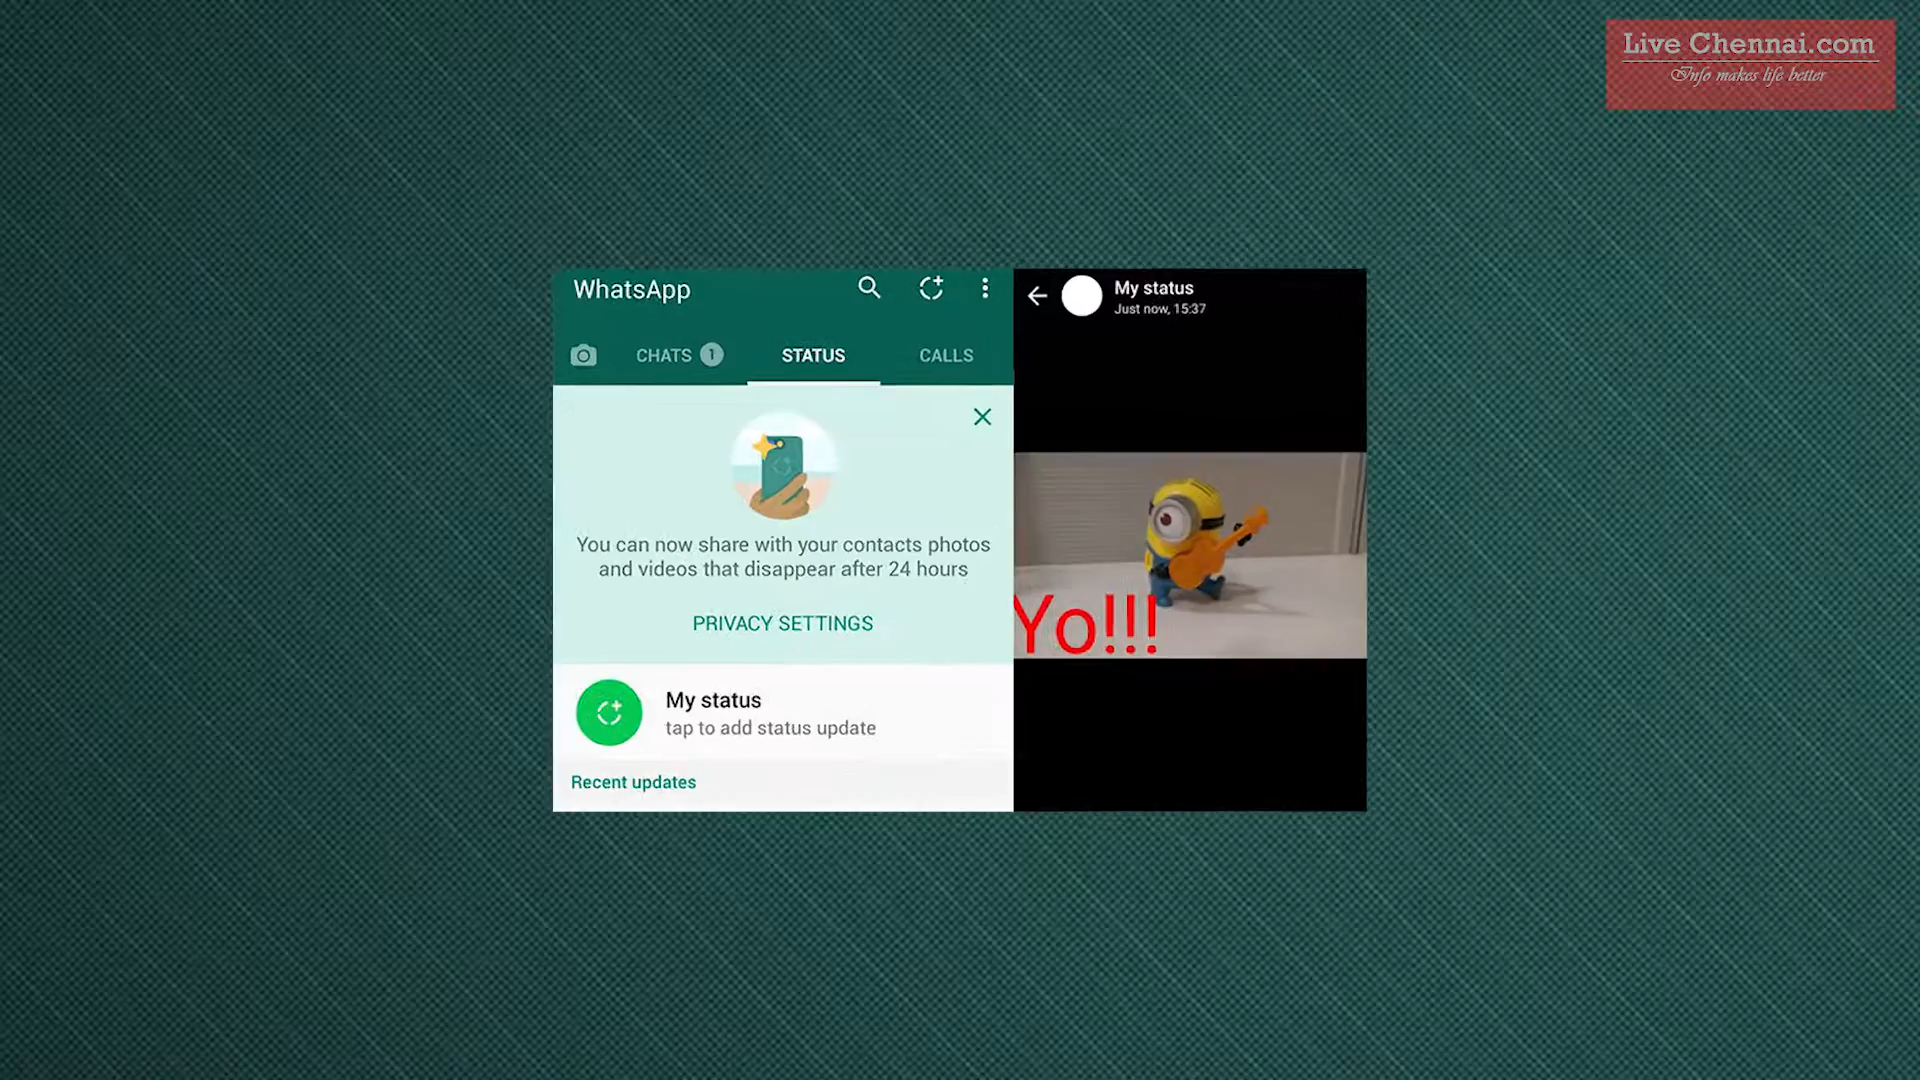 Live Chennai.com
Info makes life better
WhatsApp
CHATS 1
STATUS
CALLS
You can now share with your contacts photos
and videos that disappear after 24 hours
PRIVACY SETTINGS
My status
tap to add status update
Recent updates
My status
Just now, 15:37
Yo!!!